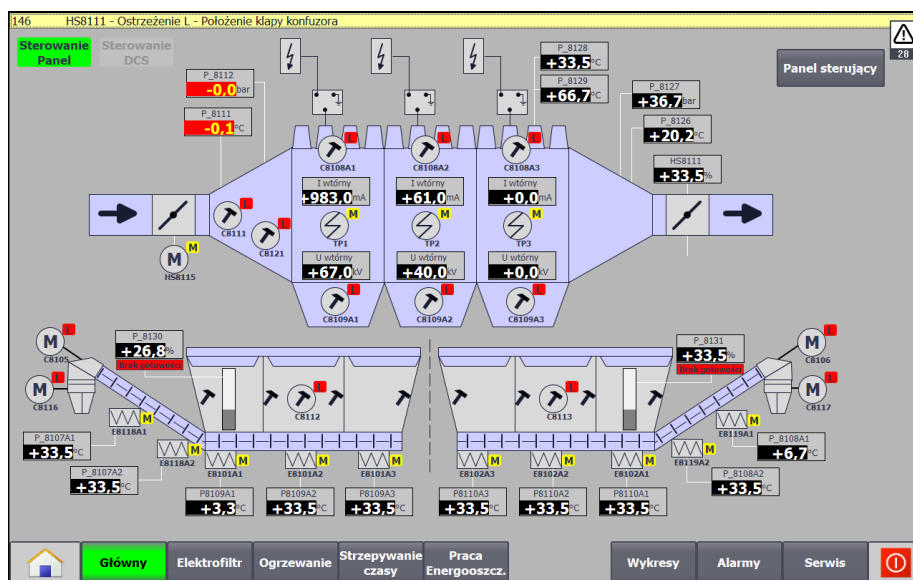 146 HS8111 - Ostrzeżenie L - Położenie klapy konfuzora
28
Sterowanie
Panel
Sterowanie
DCS
Panel sterujący
P_8112
-0,0 bar
P_8111
-0,1 °C
P_8128
+33,5 °C
P_8129
+66,7 °C
P_8127
+36,7 bar
P_8126
+20,2 °C
HS8111
+33,5 %
L
C8108A1
L
C8108A2
L
C8108A3
I wtórny
+983,0 mA
I wtórny
+61,0 mA
I wtórny
+0,0 mA
L
C8111
L
C8121
M
TP1
M
TP2
M
TP3
M
M
HS8115
U wtórny
+67,0 kV
U wtórny
+40,0 kV
U wtórny
+0,0 kV
L
C8109A1
L
C8109A2
L
C8109A3
M
L
C8105
M
L
C8116
P_8130
+26,8 %
Brak gotowości
L
C8112
P_8131
+33,5 %
Brak gotowości
L
C8113
M
L
C8106
M
L
C8117
M
E8118A1
M
E8118A2
M
E8101A1
M
E8101A2
M
E8101A3
M
E8102A3
M
E8102A2
M
E8102A1
M
E8119A2
M
E8119A1
P_8107A1
+33,5 °C
P_8107A2
+33,5 °C
P_8108A1
+6,7 °C
P_8108A2
+33,5 °C
P8109A1
+3,3 °C
P8109A2
+33,5 °C
P8109A3
+33,5 °C
P8110A3
+33,5 °C
P8110A2
+33,5 °C
P8110A1
+33,5 °C
Główny
Elektrofiltr
Ogrzewanie
Strzepywanie
czasy
Praca
Energooszcz.
Wykresy
Alarmy
Serwis